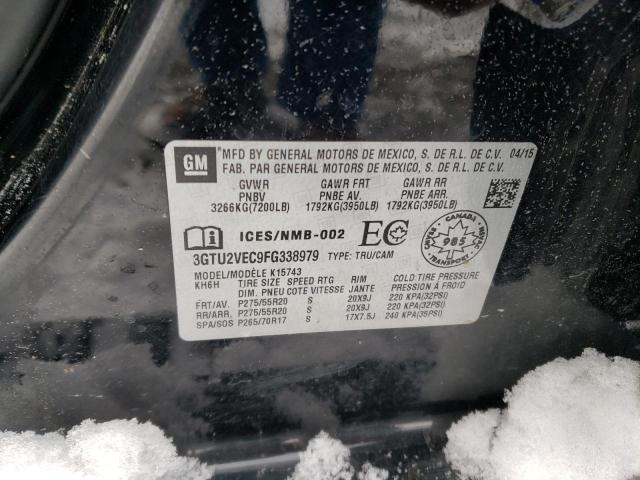 GM
*MFD BY GENERAL MOTORS DE MEXICO, S. DE R.L. DE C.V. 04/15
FAB. PAR GENERAL MOTORS DE MEXICO, S. DE R.L. DE C.V.
GVWR GAWR FRT GAWR RR
PNBV PNBE AV. PNBE ARR.
3266KG(7200LB) 1792KG(3950LB) 1792KG(3950LB)
ICES/NMB-002 EC
CANADA
985
TRANSPORT
3GTU2VEC9FG338979 TYPE: TRU/CAM
MODEL/MODÈLE K15743
KH6H TIRE SIZE SPEED RTG RIM COLD TIRE PRESSURE
DIM. PNEU COTE VITESSE JANTE PRESSION À FROID
FRT/AV. P275/55R20 S 20X9J 220 KPA(32PSI)
RR/ARR. P275/55R20 S 20X9J 220 KPA(32PSI)
SPA/SOS P265/70R17 S 17X7.5J 240 KPA(35PSI)